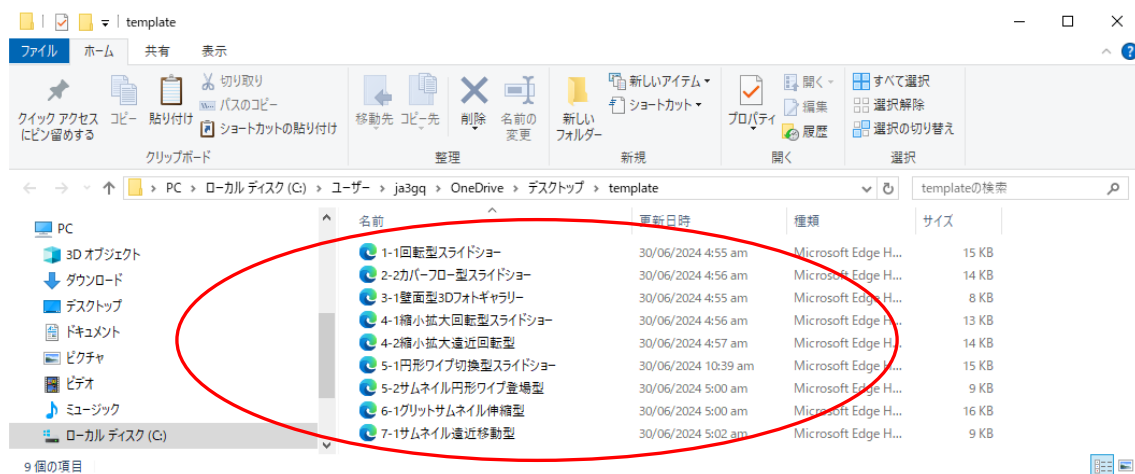 template
ファイル ホーム 共有 表示
クイック アクセス
にピン留めする
コピー
貼り付け
切り取り
パスのコピー
ショートカットの貼り付け
クリップボード
移動先 コピー先 削除 名前の
変更
整理
新しい
フォルダー
新しいアイテム
ショートカット
新規
プロパティ
開く
編集
履歴
開く
すべて選択
選択解除
選択の切り替え
選択
PC › ローカル ディスク (C:) › ユーザー › ja3gq › OneDrive › デスクトップ › template
templateの検索
PC
3D オブジェクト
ダウンロード
デスクトップ
ドキュメント
ピクチャ
ビデオ
ミュージック
ローカル ディスク (C:)
名前 更新日時 種類 サイズ
1-1回転型スライドショー 30/06/2024 4:55 am Microsoft Edge H... 15 KB
2-2カバーフロー型スライドショー 30/06/2024 4:56 am Microsoft Edge H... 14 KB
3-1壁面型3Dフォトギャラリー 30/06/2024 4:55 am Microsoft Edge H... 8 KB
4-1縮小拡大回転型スライドショー 30/06/2024 4:56 am Microsoft Edge H... 13 KB
4-2縮小拡大遠近回転型 30/06/2024 4:57 am Microsoft Edge H... 14 KB
5-1円形ワイプ切換型スライドショー 30/06/2024 10:39 am Microsoft Edge H... 15 KB
5-2サムネイル円形ワイプ登場型 30/06/2024 5:00 am Microsoft Edge H... 9 KB
6-1グリットサムネイル伸縮型 30/06/2024 5:00 am Microsoft Edge H... 16 KB
7-1サムネイル遠近移動型 30/06/2024 5:02 am Microsoft Edge H... 9 KB
9 個の項目